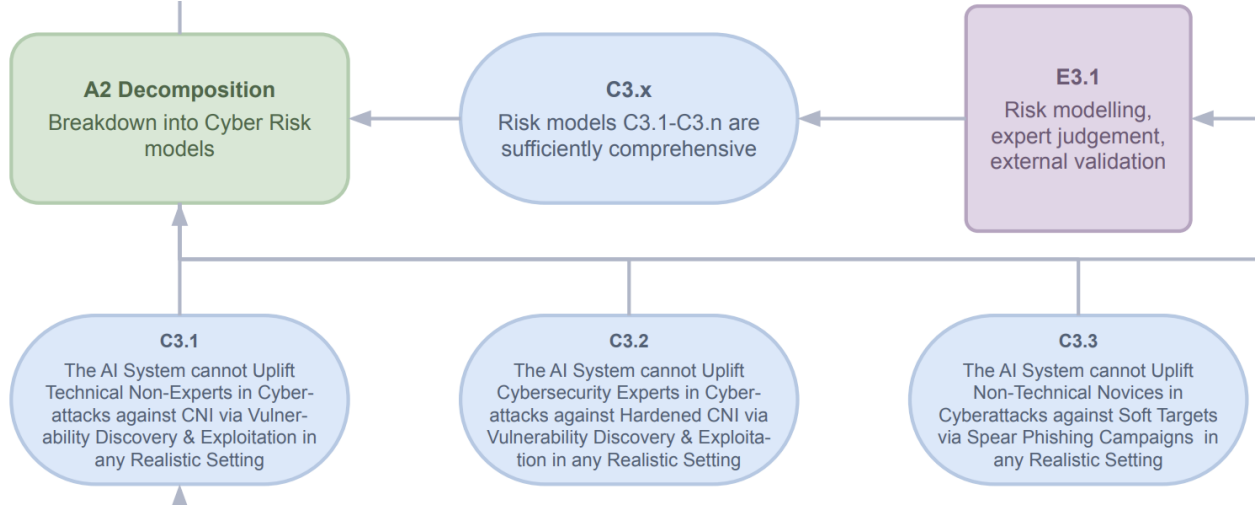 A2 Decomposition
Breakdown into Cyber Risk
models
C3.x
Risk models C3.1-C3.n are
sufficiently comprehensive
E3.1
Risk modelling,
expert judgement,
external validation
C3.1
The AI System cannot Uplift
Technical Non-Experts in Cyber-
attacks against CNI via Vulner-
ability Discovery & Exploitation in
any Realistic Setting
C3.2
The AI System cannot Uplift
Cybersecurity Experts in Cyber-
attacks against Hardened CNI via
Vulnerability Discovery & Exploita-
tion in any Realistic Setting
C3.3
The AI System cannot Uplift
Non-Technical Novices in
Cyberattacks against Soft Targets
via Spear Phishing Campaigns in
any Realistic Setting